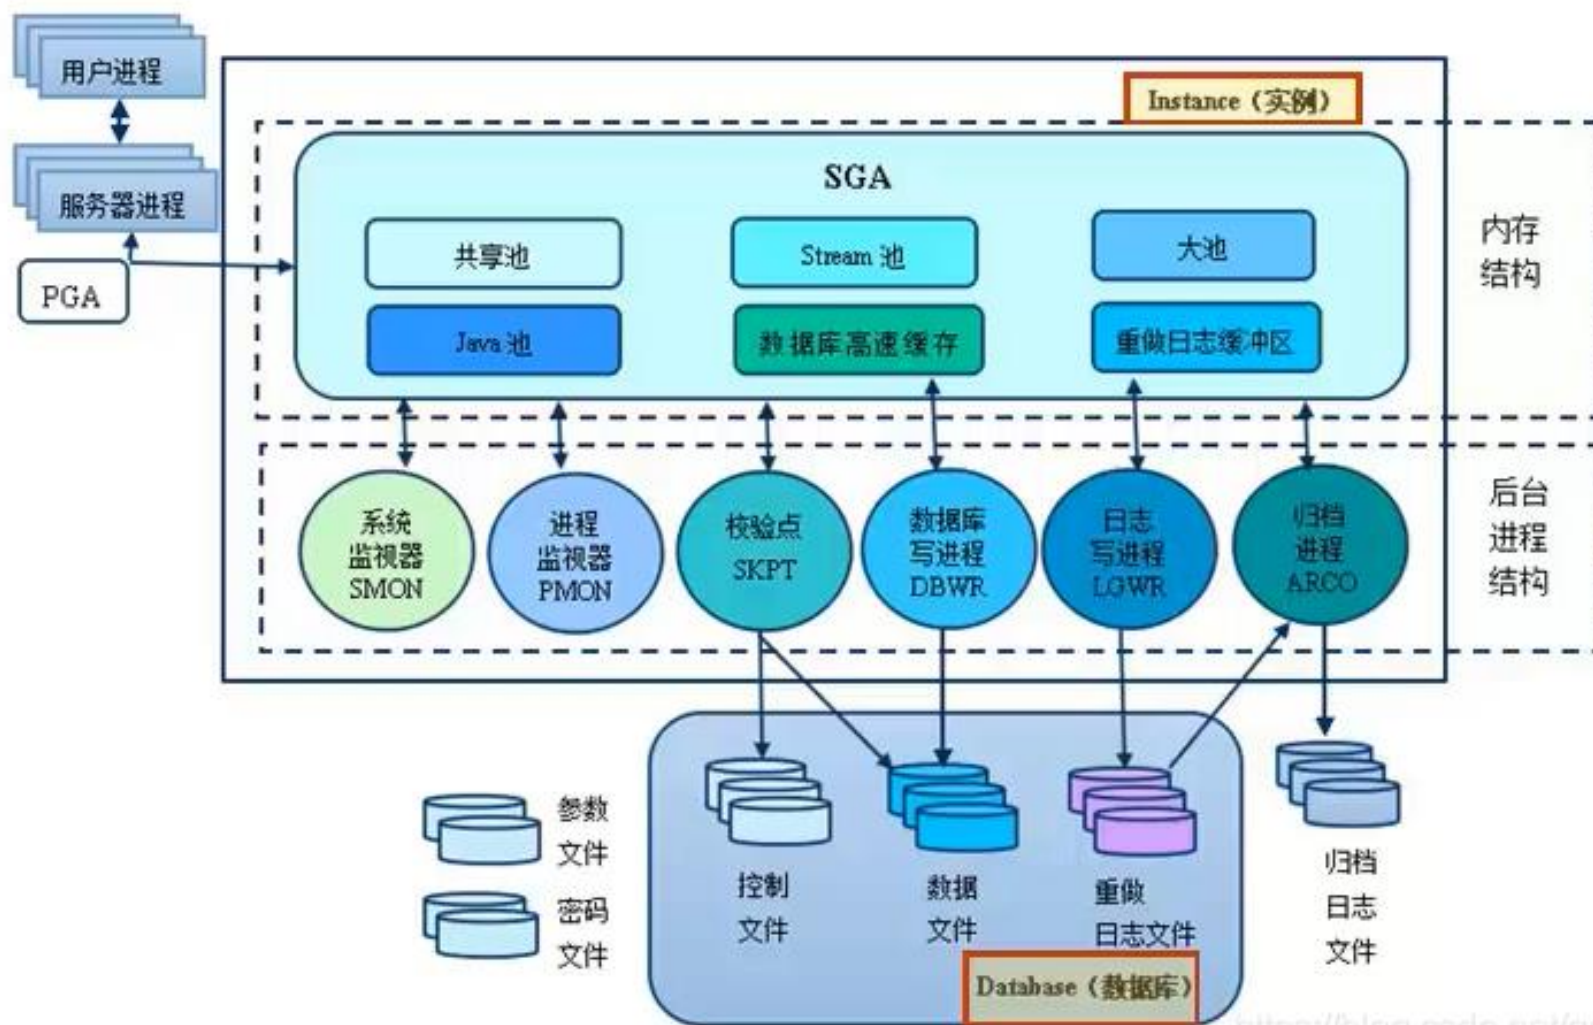 用户进程
Instance（实例）
SGA
服务器进程
共享池
Stream 池
大池
内存
结构
PGA
Java 池
数据库高速缓存
重做日志缓冲区
系统
监视器
SMON
进程
监视器
PMON
校验点
SKPT
数据库
写进程
DBWR
日志
写进程
LGWR
归档
进程
ARCO
后台
进程
结构
参数
文件
密码
文件
控制
文件
数据
文件
重做
日志文件
归档
日志
文件
Database（数据库）